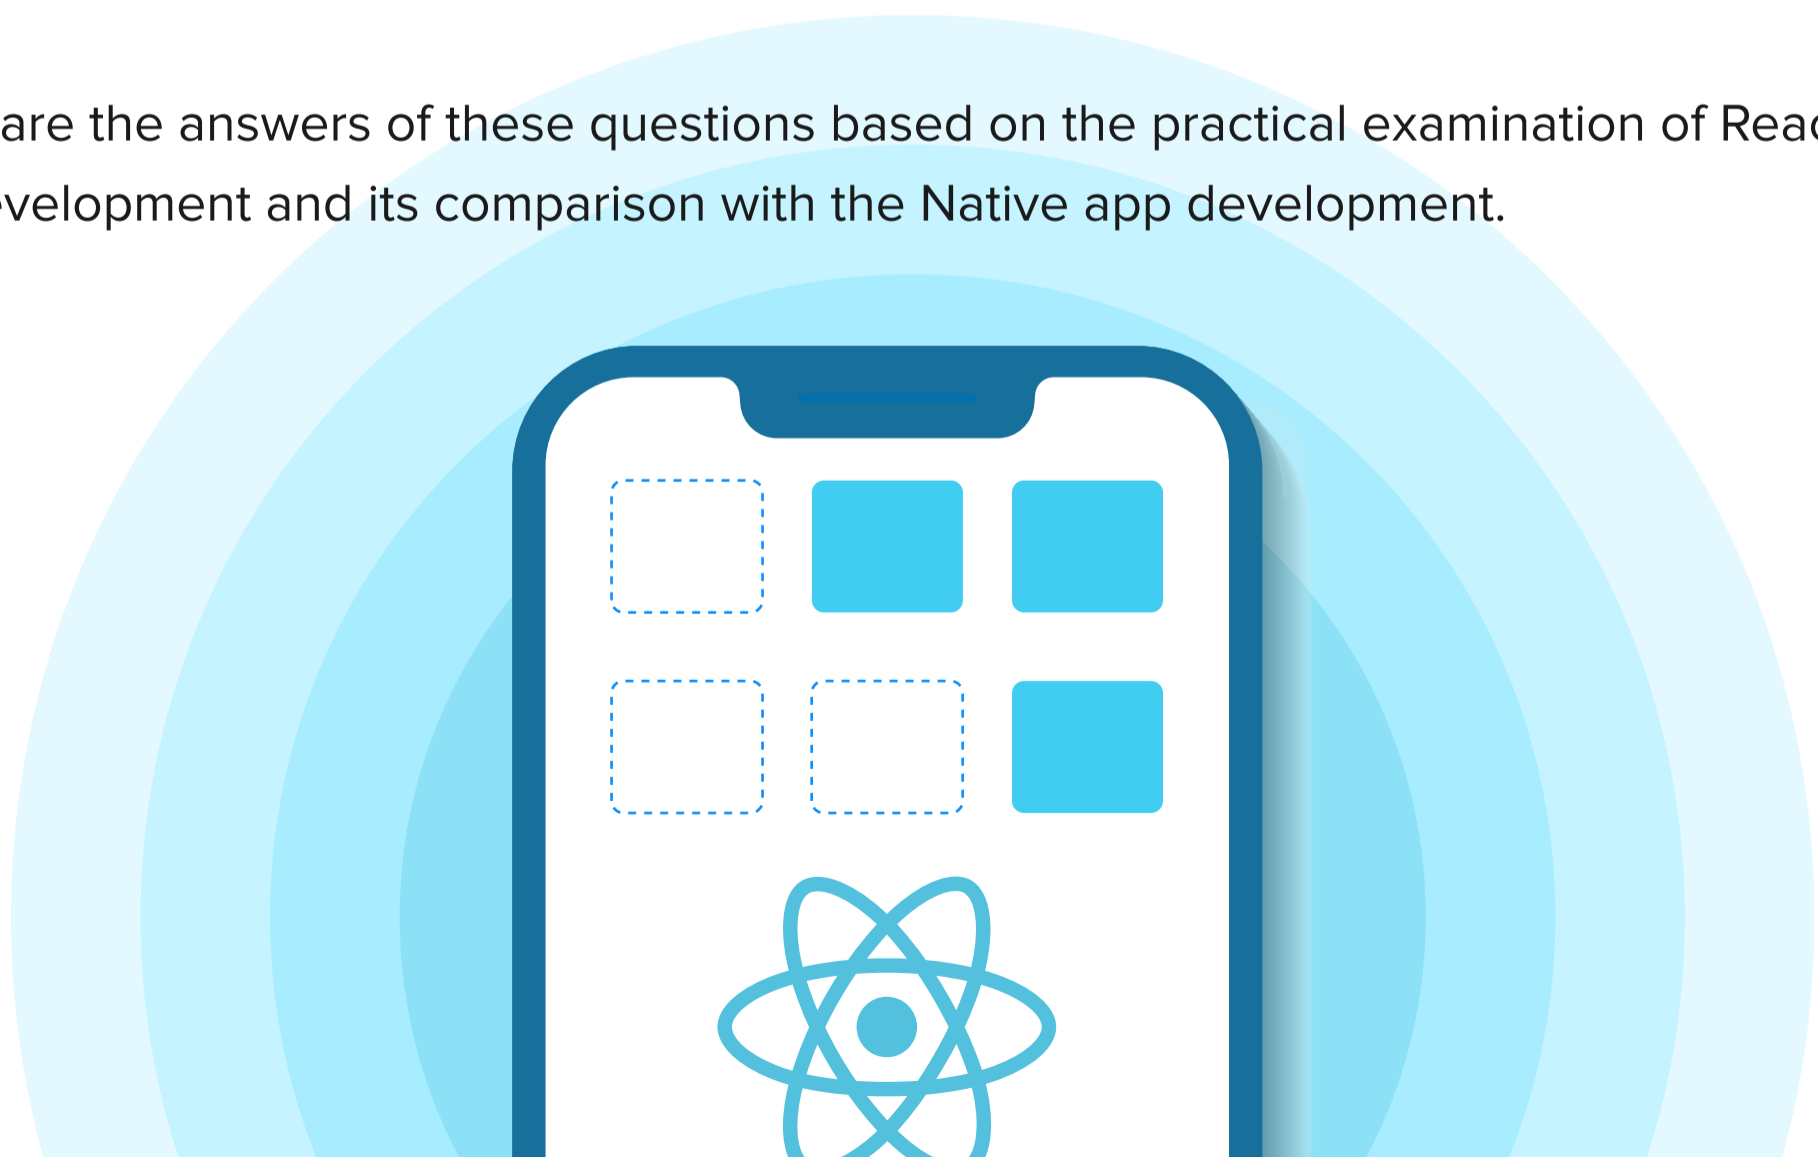 are the answers of these questions based on the practical examination of
velopment and its comparison with the Native app development.